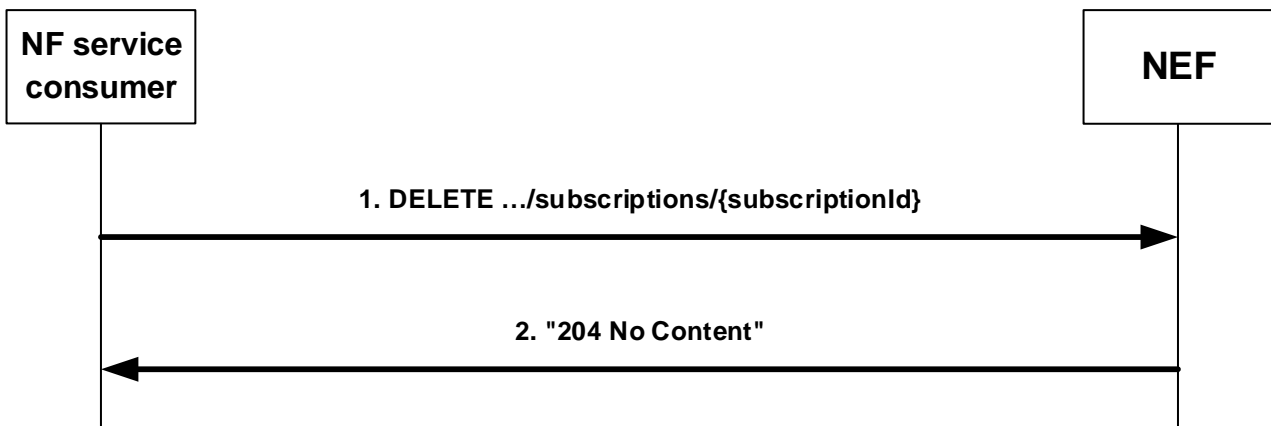 NF service
consumer
NEF
1. DELETE …/subscriptions/{subscriptionId}
2. "204 No Content"